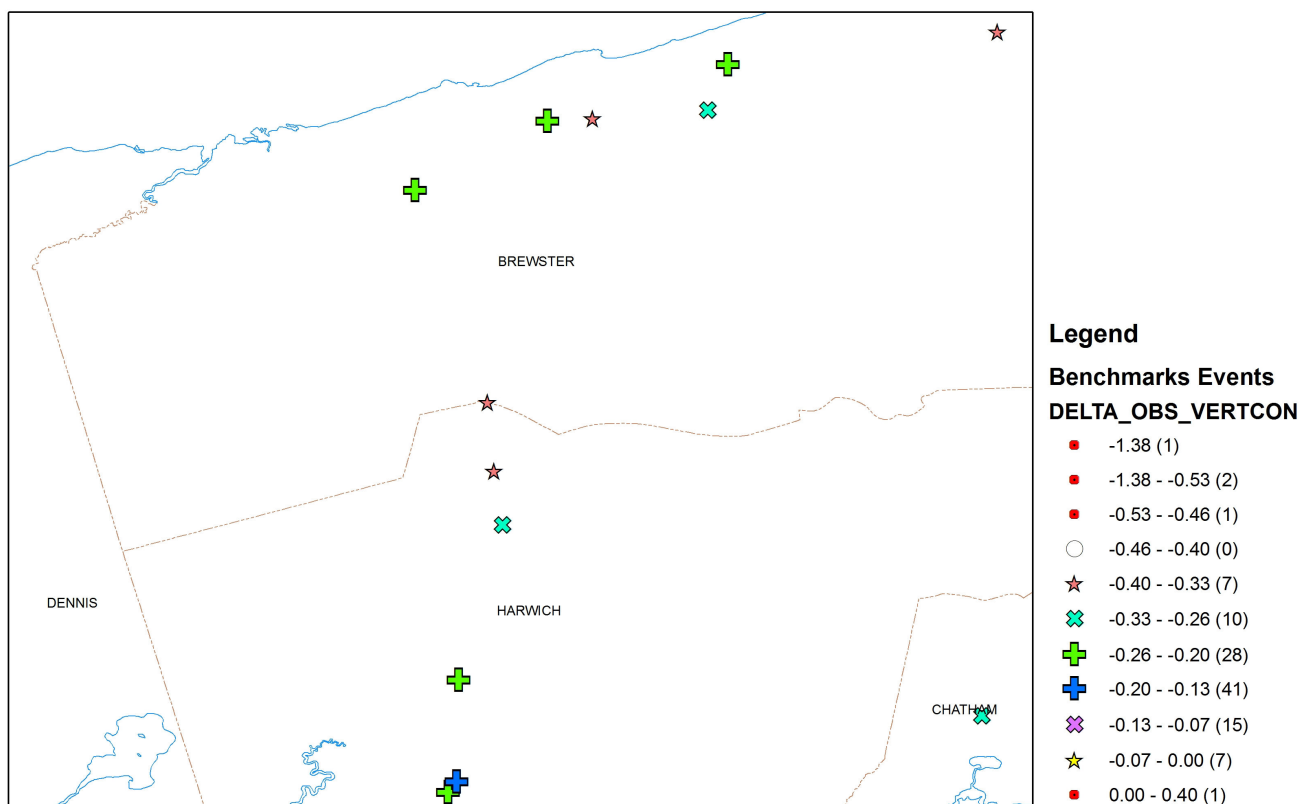 BREWSTER
DENNIS
HARWICH
CHATHAM
Legend
Benchmarks Events
DELTA_OBS_VERTCON
-1.38 (1)
-1.38 - -0.53 (2)
-0.53 - -0.46 (1)
-0.46 - -0.40 (0)
-0.40 - -0.33 (7)
-0.33 - -0.26 (10)
-0.26 - -0.20 (28)
-0.20 - -0.13 (41)
-0.13 - -0.07 (15)
-0.07 - 0.00 (7)
0.00 - 0.40 (1)